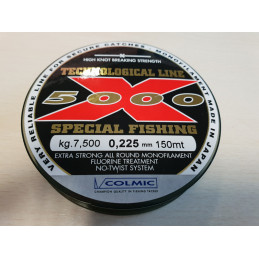 VERY RELIABLE LINE FOR SECURE CATCHES - MONOFILAMENT MADE IN JAPAN
HIGH KNOT BREAKING STRENGTH
TECHNOLOGICAL LINE
X 5000
SPECIAL FISHING
kg.7,500 0,225 mm 150mt
EXTRA STRONG ALL ROUND MONOFILAMENT
FLUORINE TREATMENT
NO-TWIST SYSTEM
COLMIC